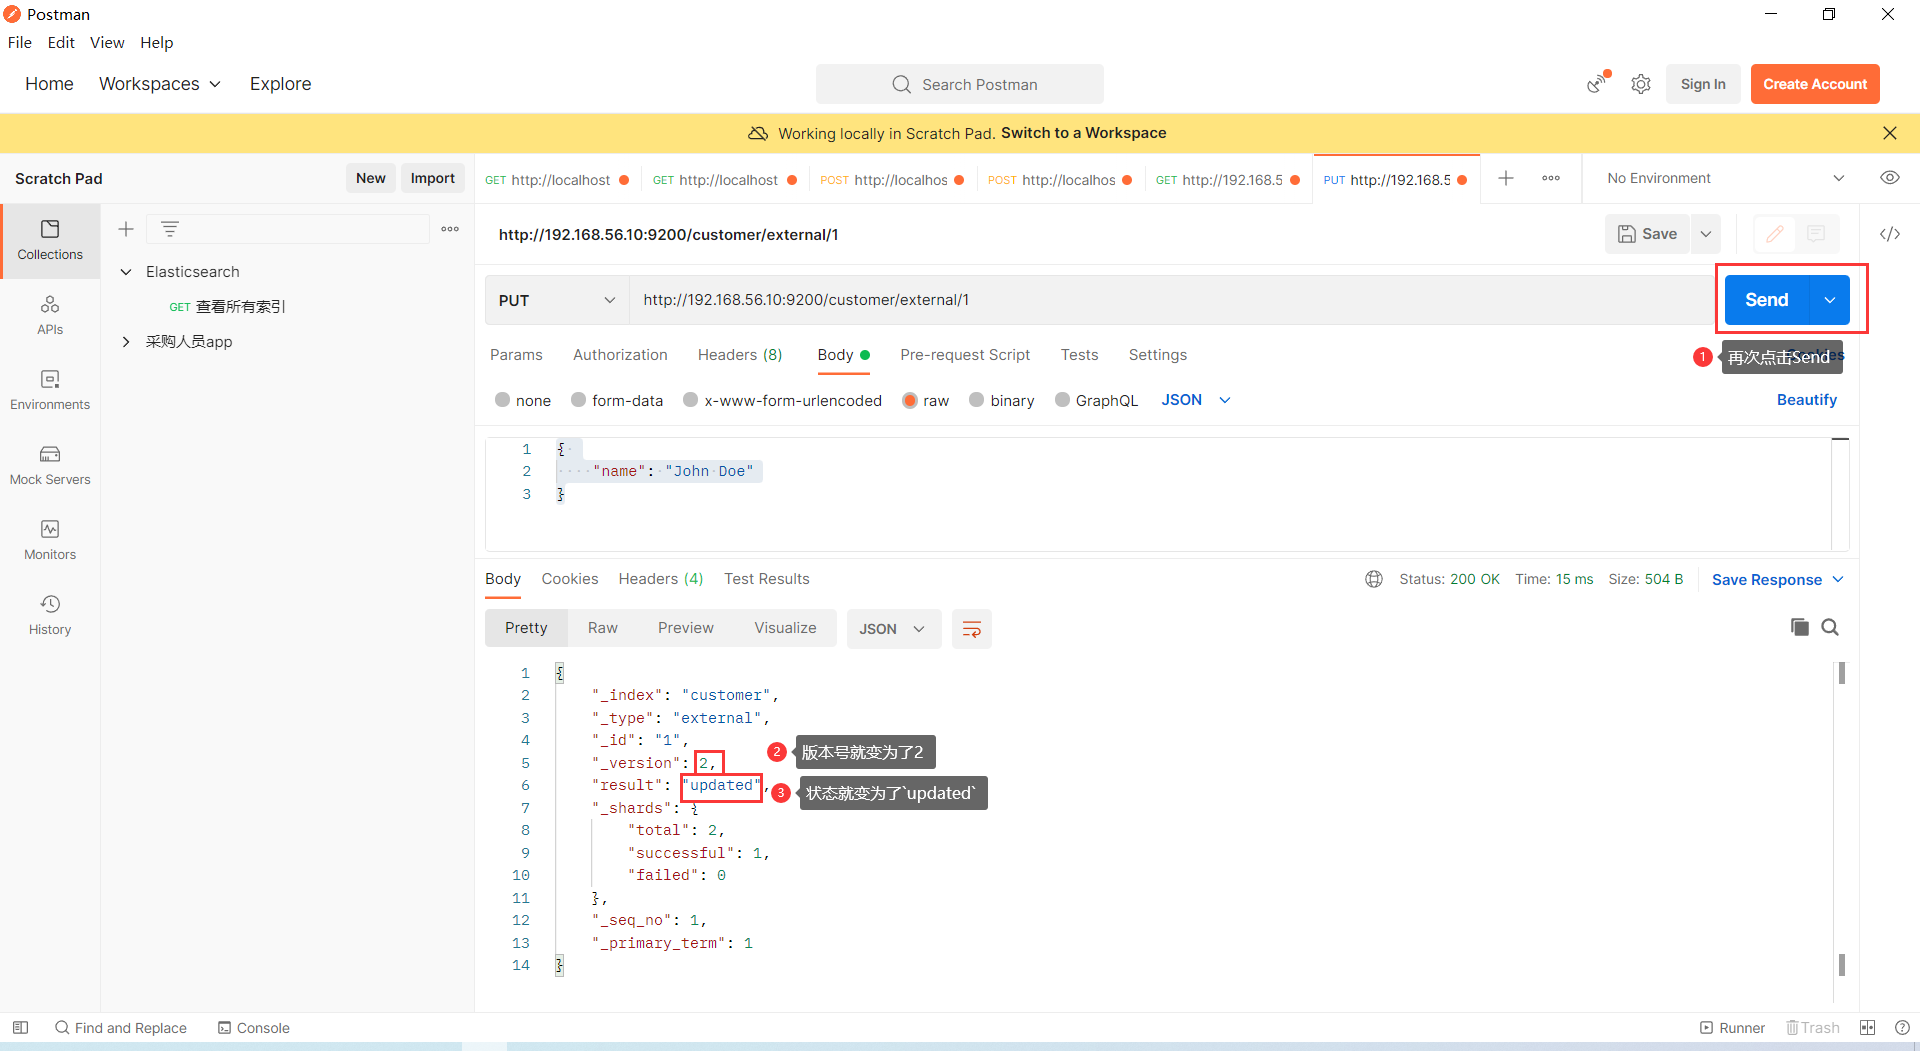 Postman
File Edit View Help
Home Workspaces Explore Search Postman Sign In Create Account
Working locally in Scratch Pad. Switch to a Workspace
Scratch Pad New Import GET http://localhost GET http://localhost POST http://localhos POST http://localhos GET http://192.168.5 PUT http://192.168.5 No Environment
Collections
APIs
Environments
Mock Servers
Monitors
History
Elasticsearch
GET 查看所有索引
采购人员app
http://192.168.56.10:9200/customer/external/1 Save
PUT http://192.168.56.10:9200/customer/external/1 Send
Params Authorization Headers (8) Body Pre-request Script Tests Settings
1 再次点击Send
none form-data x-www-form-urlencoded raw binary GraphQL JSON Beautify
1 {
2 "name": "John Doe"
3 }
Body Cookies Headers (4) Test Results Status: 200 OK Time: 15 ms Size: 504 B Save Response
Pretty Raw Preview Visualize JSON
1 {
2 "_index": "customer",
3 "_type": "external",
4 "_id": "1",
5 "_version": 2,
2 版本号就变为了2
6 "result": "updated",
3 状态就变为了`updated`
7 "_shards": {
8 "total": 2,
9 "successful": 1,
10 "failed": 0
11 },
12 "_seq_no": 1,
13 "_primary_term": 1
14 }
Find and Replace Console Runner Trash